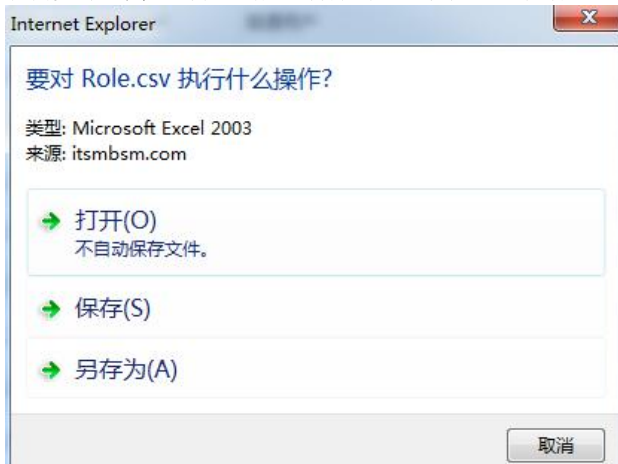 Internet Explorer
要对 Role.csv 执行什么操作?
类型: Microsoft Excel 2003
来源: itsmbsm.com
打开(O)
不自动保存文件。
保存(S)
另存为(A)
取消